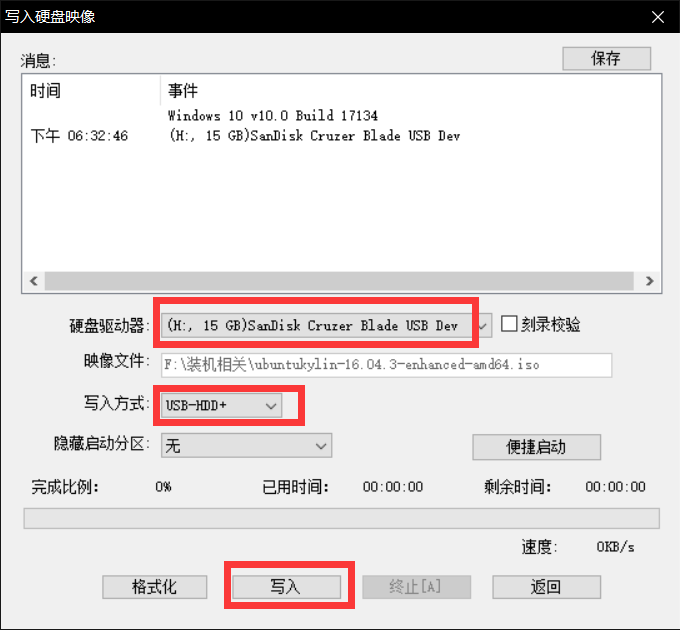 写入硬盘映像
消息:
保存
时间 事件
Windows 10 v10.0 Build 17134
下午 06:32:46 (H:, 15 GB)SanDisk Cruzer Blade USB Dev
硬盘驱动器: (H:, 15 GB)SanDisk Cruzer Blade USB Dev 刻录校验
映像文件: F:\装机相关\ubuntukylin-16.04.3-enhanced-amd64.iso
写入方式: USB-HDD+
隐藏启动分区: 无 便捷启动
完成比例: 0% 已用时间: 00:00:00 剩余时间: 00:00:00
速度: 0KB/s
格式化 写入 终止[A] 返回